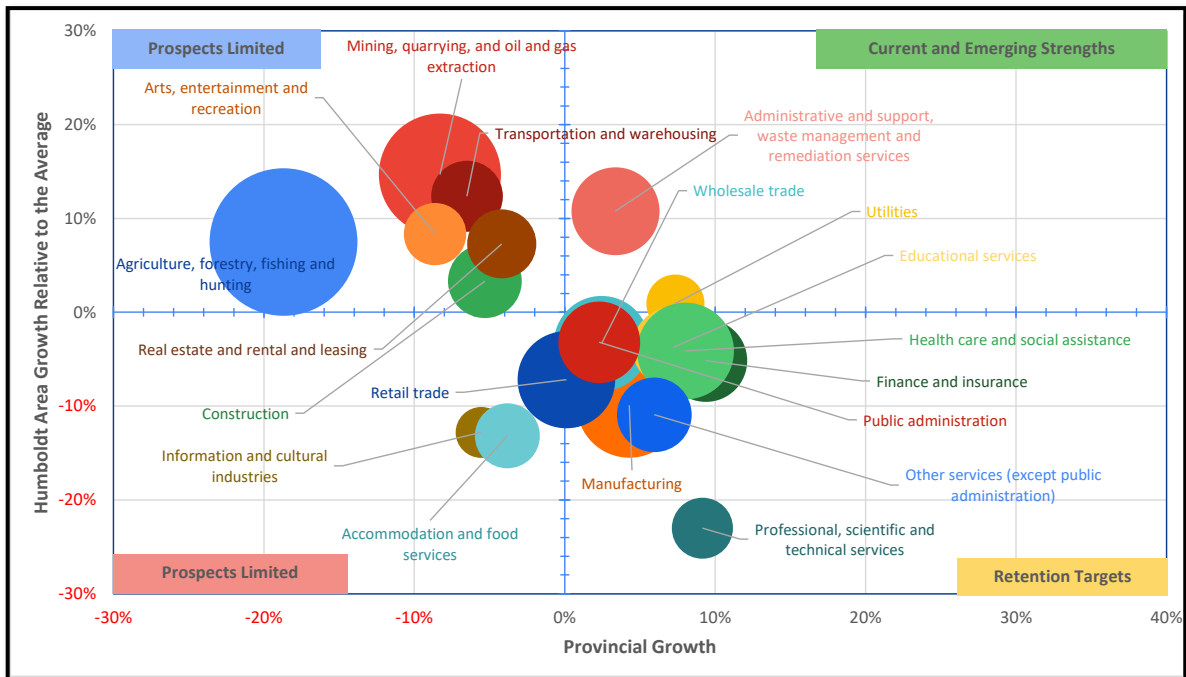 30%
20%
10%
0%
-10%
-20%
-30%
Humboldt Area Growth Relative to the Average
Prospects Limited
Current and Emerging Strengths
Mining, quarrying, and oil and gas
extraction
Arts, entertainment and
recreation
Transportation and warehousing
Administrative and support,
waste management and
remediation services
Wholesale trade
Utilities
Educational services
Agriculture, forestry, fishing and
hunting
Real estate and rental and leasing
Health care and social assistance
Retail trade
Finance and insurance
Construction
Public administration
Information and cultural
industries
Manufacturing
Other services (except public
administration)
Accommodation and food
services
Professional, scientific and
technical services
Prospects Limited
Retention Targets
-30%
-20%
-10%
0%
10%
20%
30%
40%
Provincial Growth